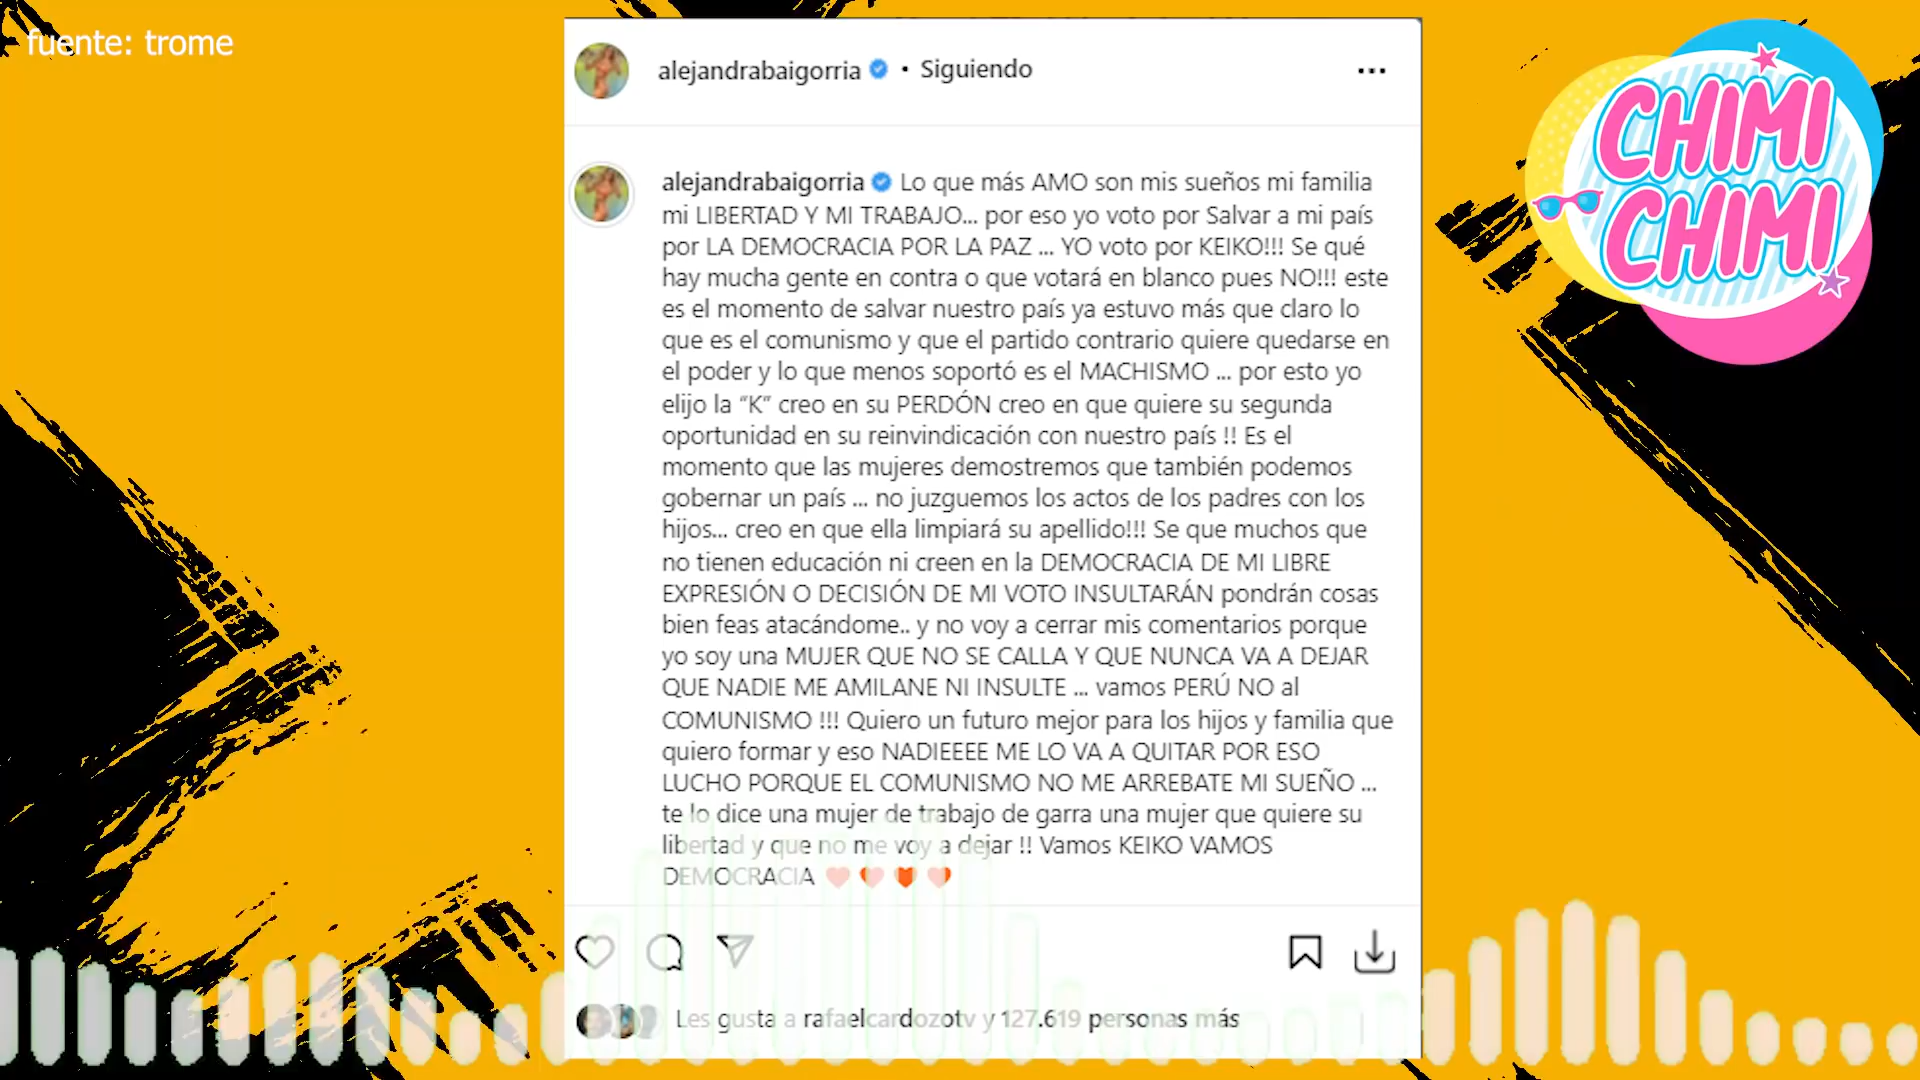 fuente: trome
CHIMI
CHIMI
alejandrabaigorria • Siguiendo
alejandrabaigorria Lo que más AMO son mis sueños mi familia
mi LIBERTAD Y MI TRABAJO... por eso yo voto por Salvar a mi país
por LA DEMOCRACIA POR LA PAZ ... YO voto por KEIKO!!! Se qué
hay mucha gente en contra o que votará en blanco pues NO!!! este
es el momento de salvar nuestro país ya estuvo más que claro lo
que es el comunismo y que el partido contrario quiere quedarse en
el poder y lo que menos soportó es el MACHISMO ... por esto yo
elijo la “K” creo en su PERDÓN creo en que quiere su segunda
oportunidad en su reinvindicación con nuestro país !! Es el
momento que las mujeres demostremos que también podemos
gobernar un país ... no juzguemos los actos de los padres con los
hijos... creo en que ella limpiará su apellido!!! Se que muchos que
no tienen educación ni creen en la DEMOCRACIA DE MI LIBRE
EXPRESIÓN O DECISIÓN DE MI VOTO INSULTARÁN pondrán cosas
bien feas atacándome.. y no voy a cerrar mis comentarios porque
yo soy una MUJER QUE NO SE CALLA Y QUE NUNCA VA A DEJAR
QUE NADIE ME AMILANE NI INSULTE ... vamos PERÚ NO al
COMUNISMO !!! Quiero un futuro mejor para los hijos y familia que
quiero formar y eso NADIEEEE ME LO VA A QUITAR POR ESO
LUCHO PORQUE EL COMUNISMO NO ME ARREBATE MI SUEÑO ...
te lo dice una mujer de trabajo de garra una mujer que quiere su
libertad y que no me voy a dejar !! Vamos KEIKO VAMOS
DEMOCRACIA
Les gusta a rafaelcardozotv y 127.619 personas más